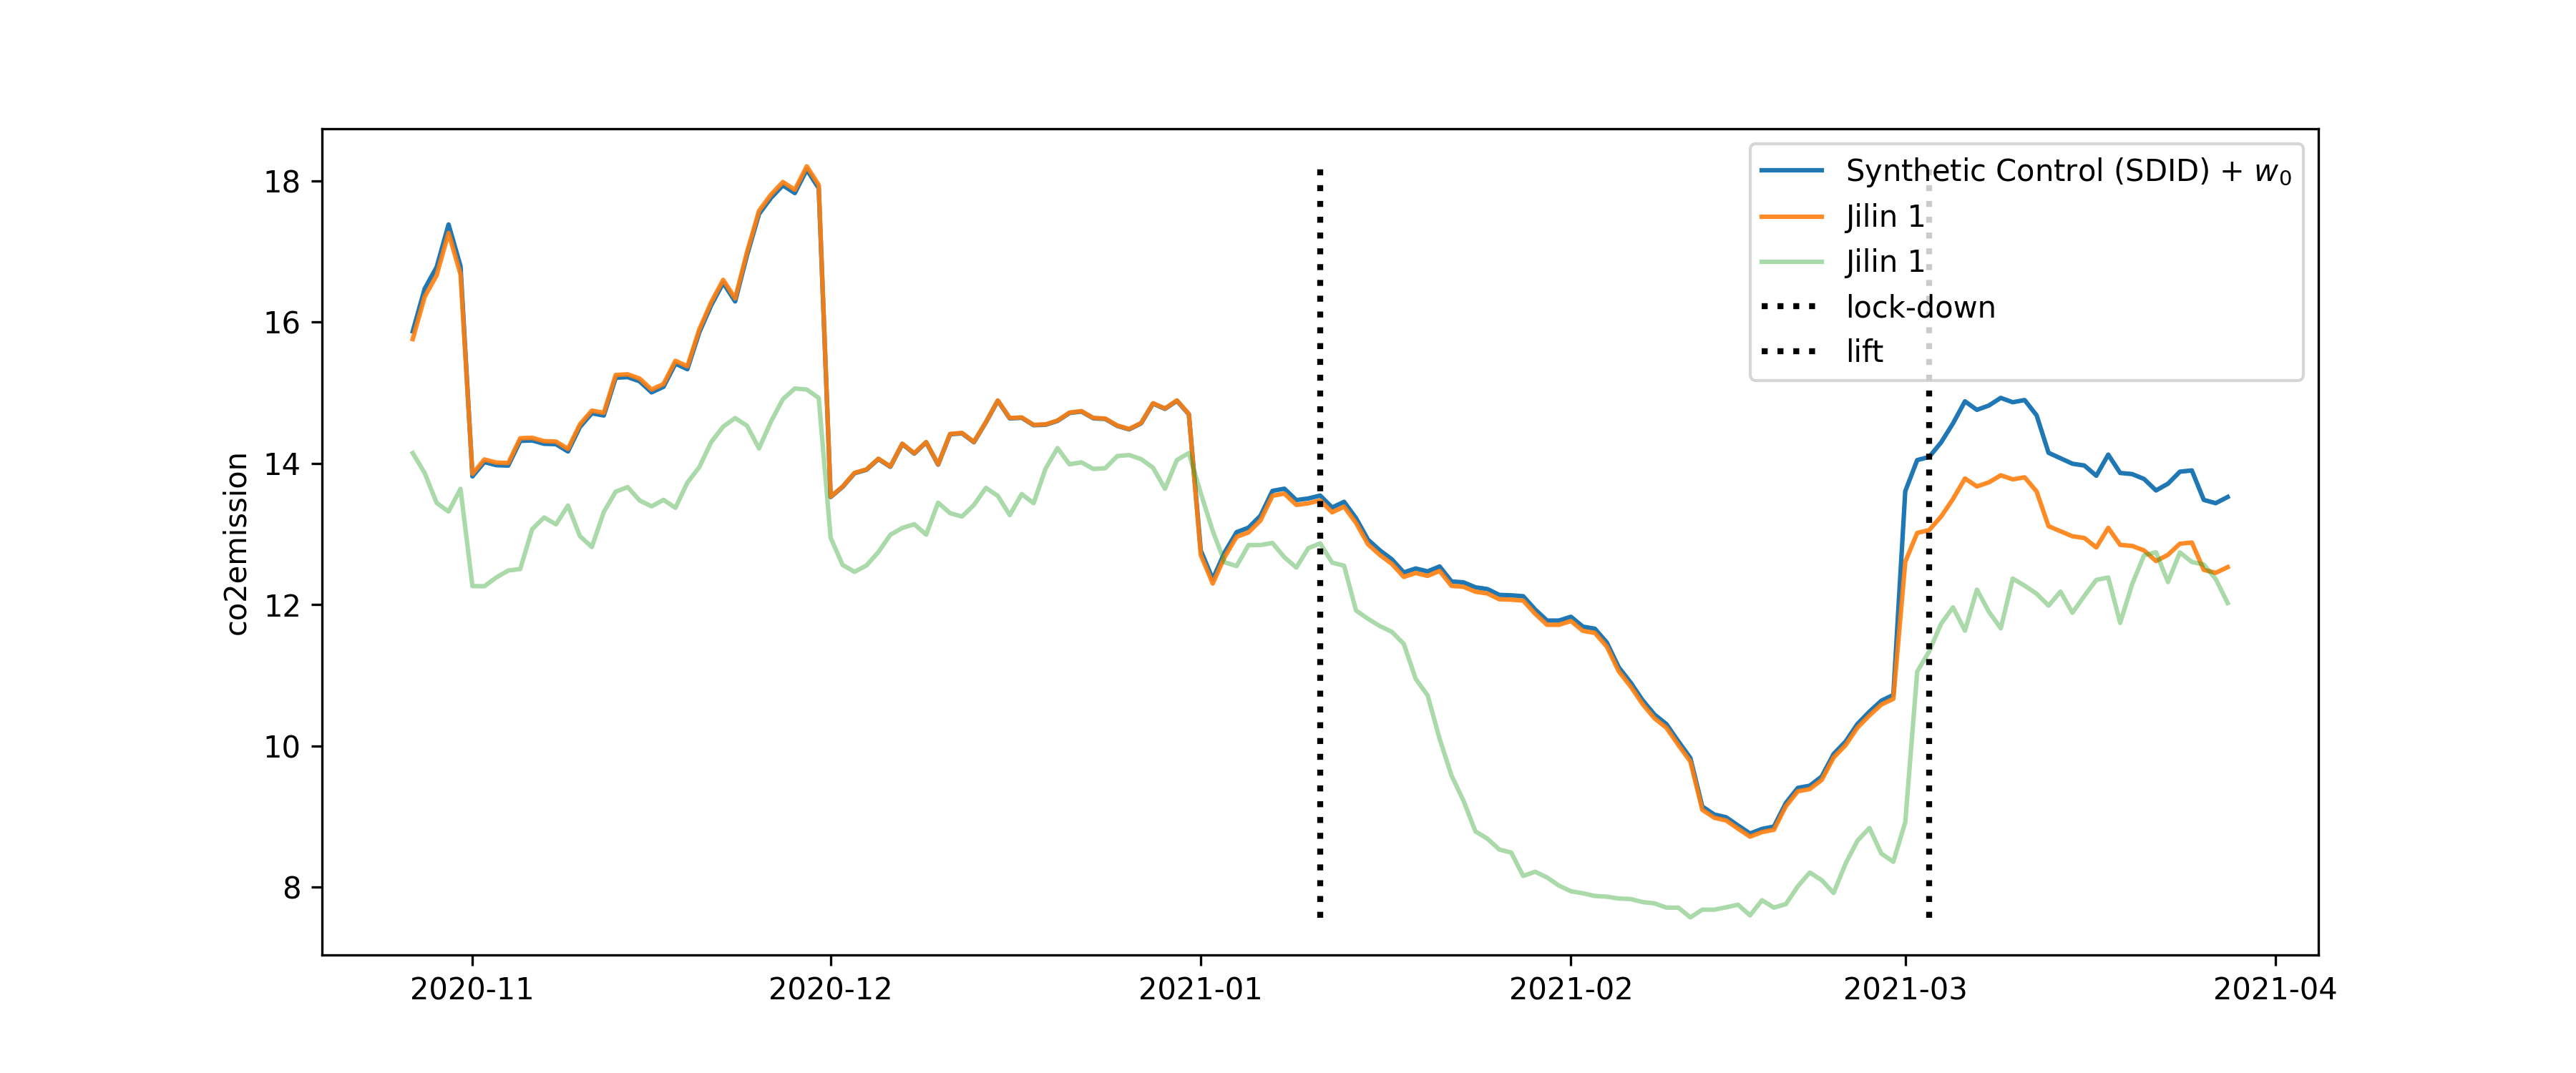 Synthetic Control (SDID) + w₀
Jilin 1
Jilin 1
lock-down
lift
co2emission
18
16
14
12
10
8
2020-11 2020-12 2021-01 2021-02 2021-03 2021-04